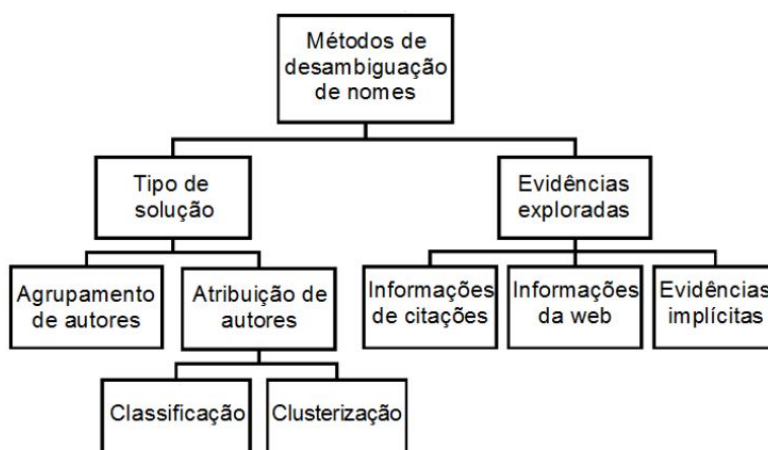 Métodos de
desambiguação
de nomes
Tipo de
solução
Evidências
exploradas
Agrupamento
de autores
Atribuição de
autores
Informações
de citações
Informações
da web
Evidências
implícitas
Classificação
Clusterização